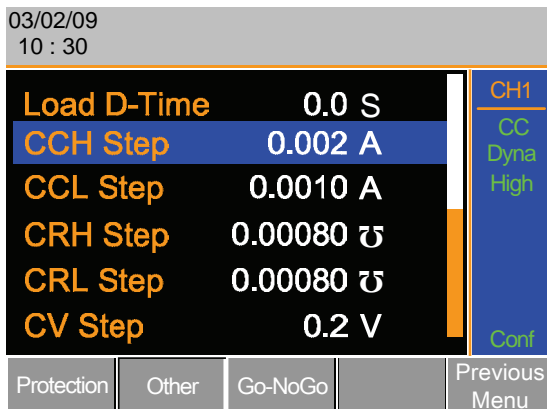 03/02/09
10 : 30
Load D-Time 0.0 S
CCH Step 0.002 A
CCL Step 0.0010 A
CRH Step 0.00080 ℧
CRL Step 0.00080 ℧
CV Step 0.2 V
CH1
CC
Dyna
High
Conf
Protection
Other
Go-NoGo
Previous
Menu